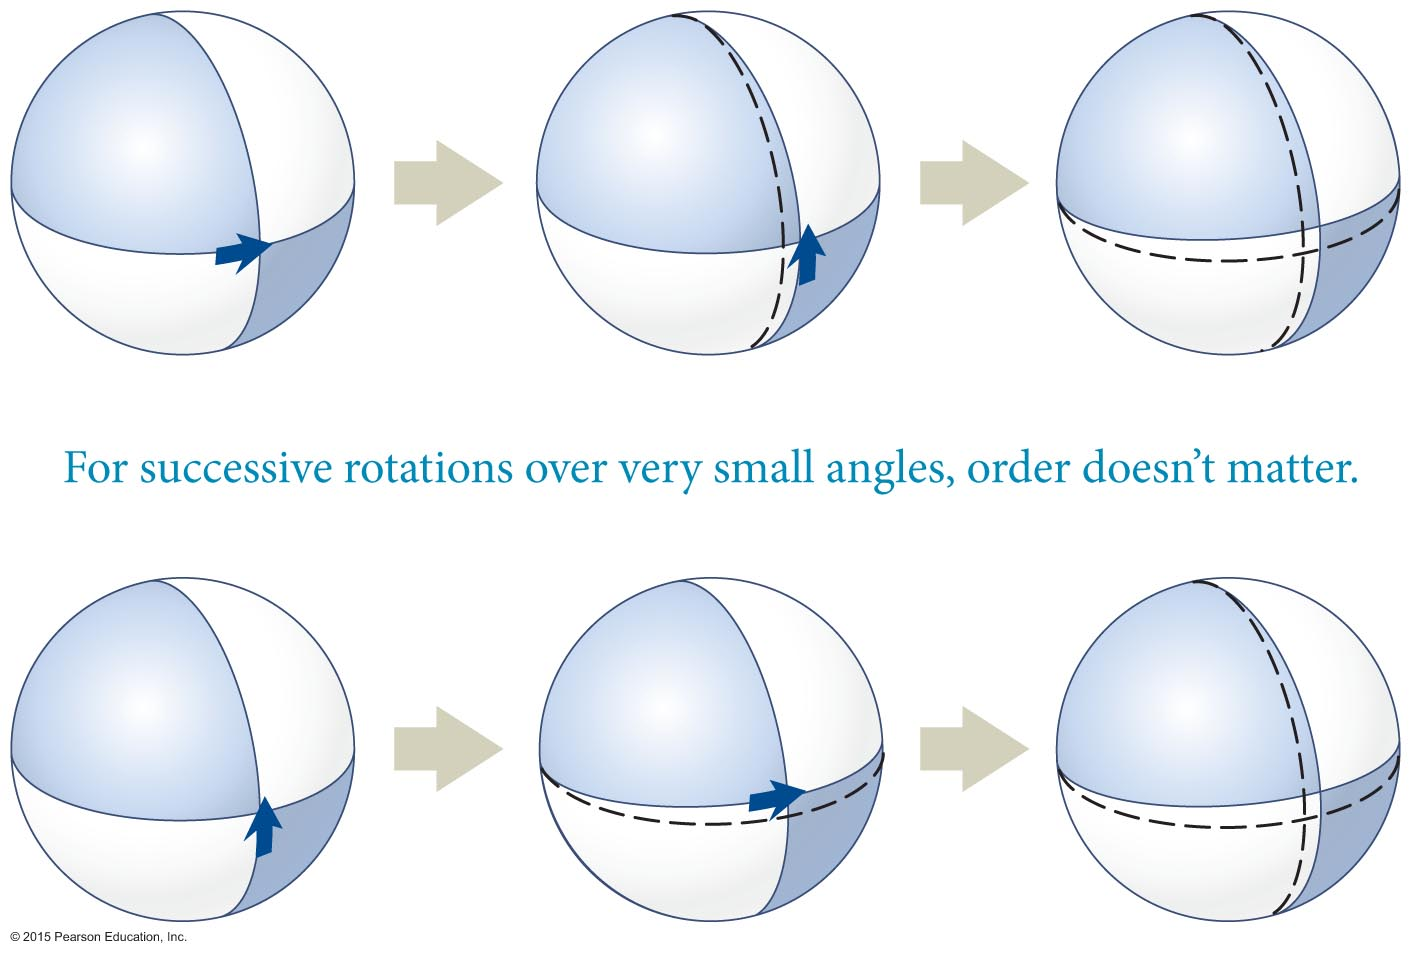 For successive rotations over very small angles, order doesn’t matter.
© 2015 Pearson Education, Inc.